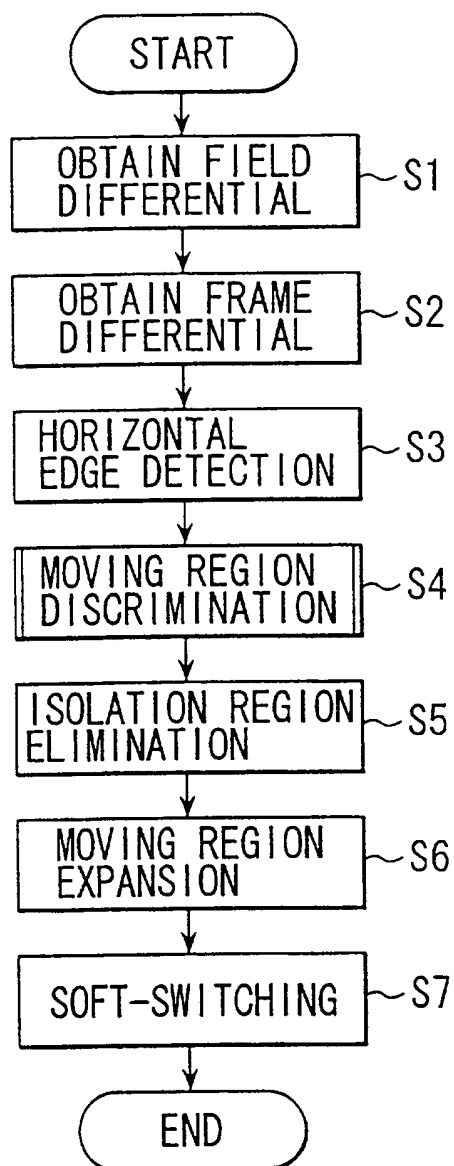 START
OBTAIN FIELD
DIFFERENTIAL
S1
OBTAIN FRAME
DIFFERENTIAL
S2
HORIZONTAL
EDGE DETECTION
S3
MOVING REGION
DISCRIMINATION
S4
ISOLATION REGION
ELIMINATION
S5
MOVING REGION
EXPANSION
S6
SOFT-SWITCHING
S7
END